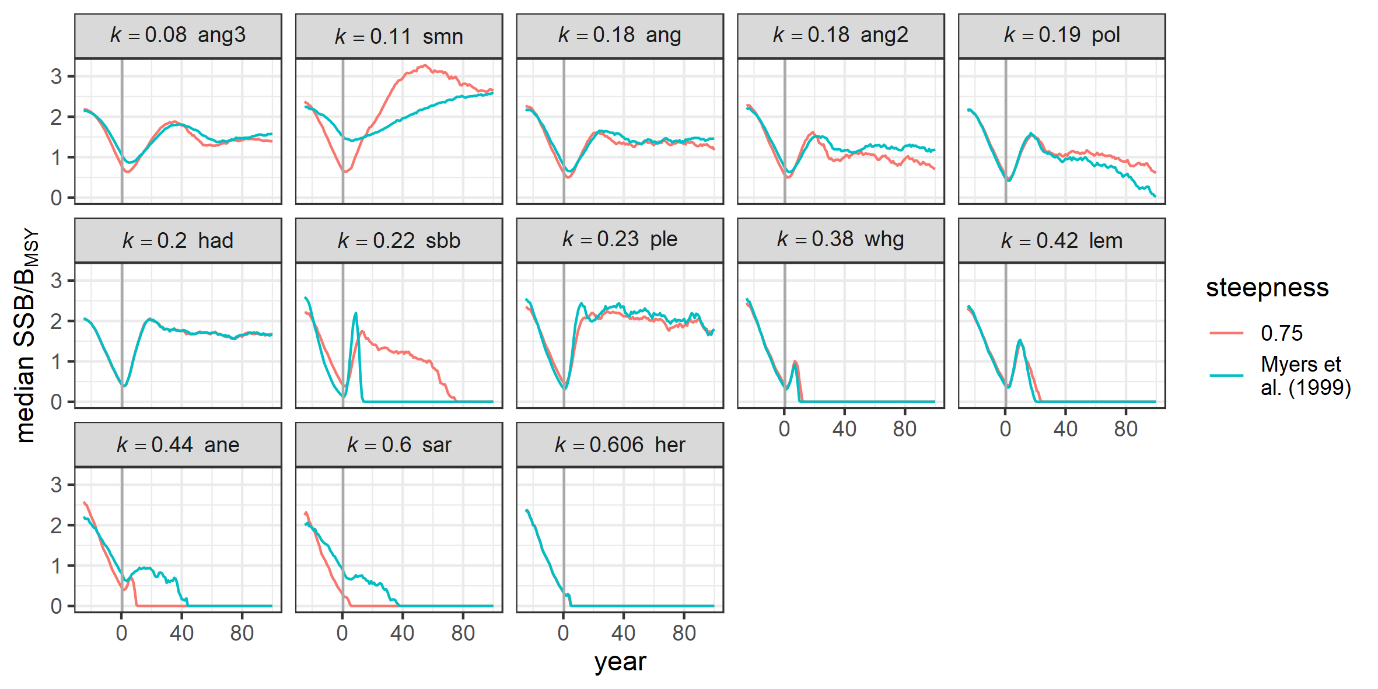 k = 0.08 ang3
k = 0.11 smn
k = 0.18 ang
k = 0.18 ang2
k = 0.19 pol
3
2
1
0
k = 0.2 had
k = 0.22 sbb
k = 0.23 ple
k = 0.38 whg
k = 0.42 lem
3
2
1
0
0 40 80
0 40 80
k = 0.44 ane
k = 0.6 sar
k = 0.606 her
3
2
1
0
0 40 80
0 40 80
0 40 80
year
median SSB/BMSY
steepness
0.75
Myers et
al. (1999)